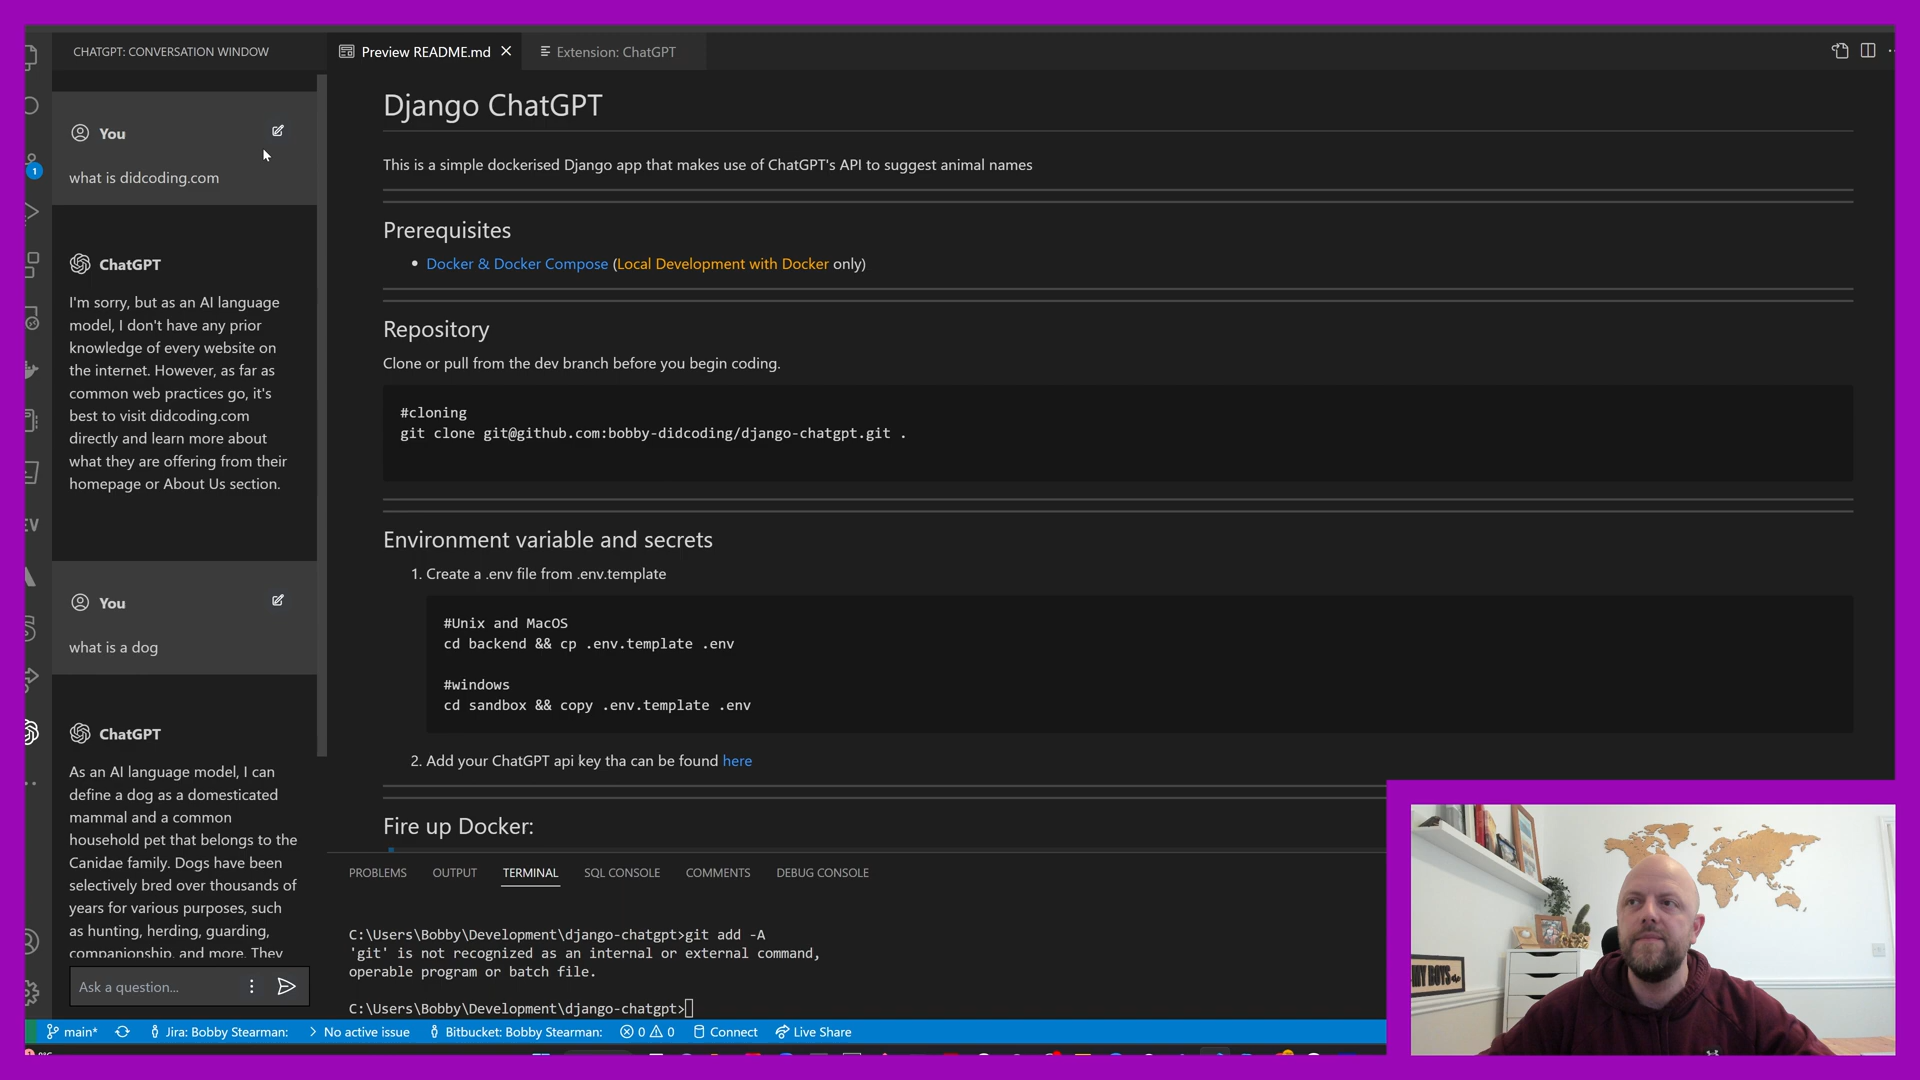 CHATGPT: CONVERSATION WINDOW
Preview README.md
Extension: ChatGPT
You
what is didcoding.com
ChatGPT
I'm sorry, but as an AI language
model, I don't have any prior
knowledge of every website on
the internet. However, as far as
common web practices go, it's
best to visit didcoding.com
directly and learn more about
what they are offering from their
homepage or About Us section.
You
what is a dog
ChatGPT
As an AI language model, I can
define a dog as a domesticated
mammal and a common
household pet that belongs to the
Canidae family. Dogs have been
selectively bred over thousands of
years for various purposes, such
as hunting, herding, guarding,
companionship, and more. They
Ask a question...
1
Django ChatGPT
This is a simple dockerised Django app that makes use of ChatGPT's API to suggest animal names
Prerequisites
• Docker & Docker Compose (Local Development with Docker only)
Repository
Clone or pull from the dev branch before you begin coding.
#cloning
git clone git@github.com:bobby-didcoding/django-chatgpt.git .
Environment variable and secrets
1. Create a .env file from .env.template
#Unix and MacOS
cd backend && cp .env.template .env
#windows
cd sandbox && copy .env.template .env
2. Add your ChatGPT api key tha can be found here
Fire up Docker:
PROBLEMS OUTPUT TERMINAL SQL CONSOLE COMMENTS DEBUG CONSOLE
C:\Users\Bobby\Development\django-chatgpt>git add -A
'git' is not recognized as an internal or external command,
operable program or batch file.
C:\Users\Bobby\Development\django-chatgpt>
main* Jira: Bobby Stearman: No active issue Bitbucket: Bobby Stearman: 0 0 Connect Live Share
MY BOYS